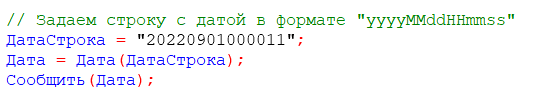 // Задаем строку с датой в формате "yyyyMMddHHmmss"
ДатаСтрока = "20220901000011";
Дата = Дата(ДатаСтрока);
Сообщить(Дата);